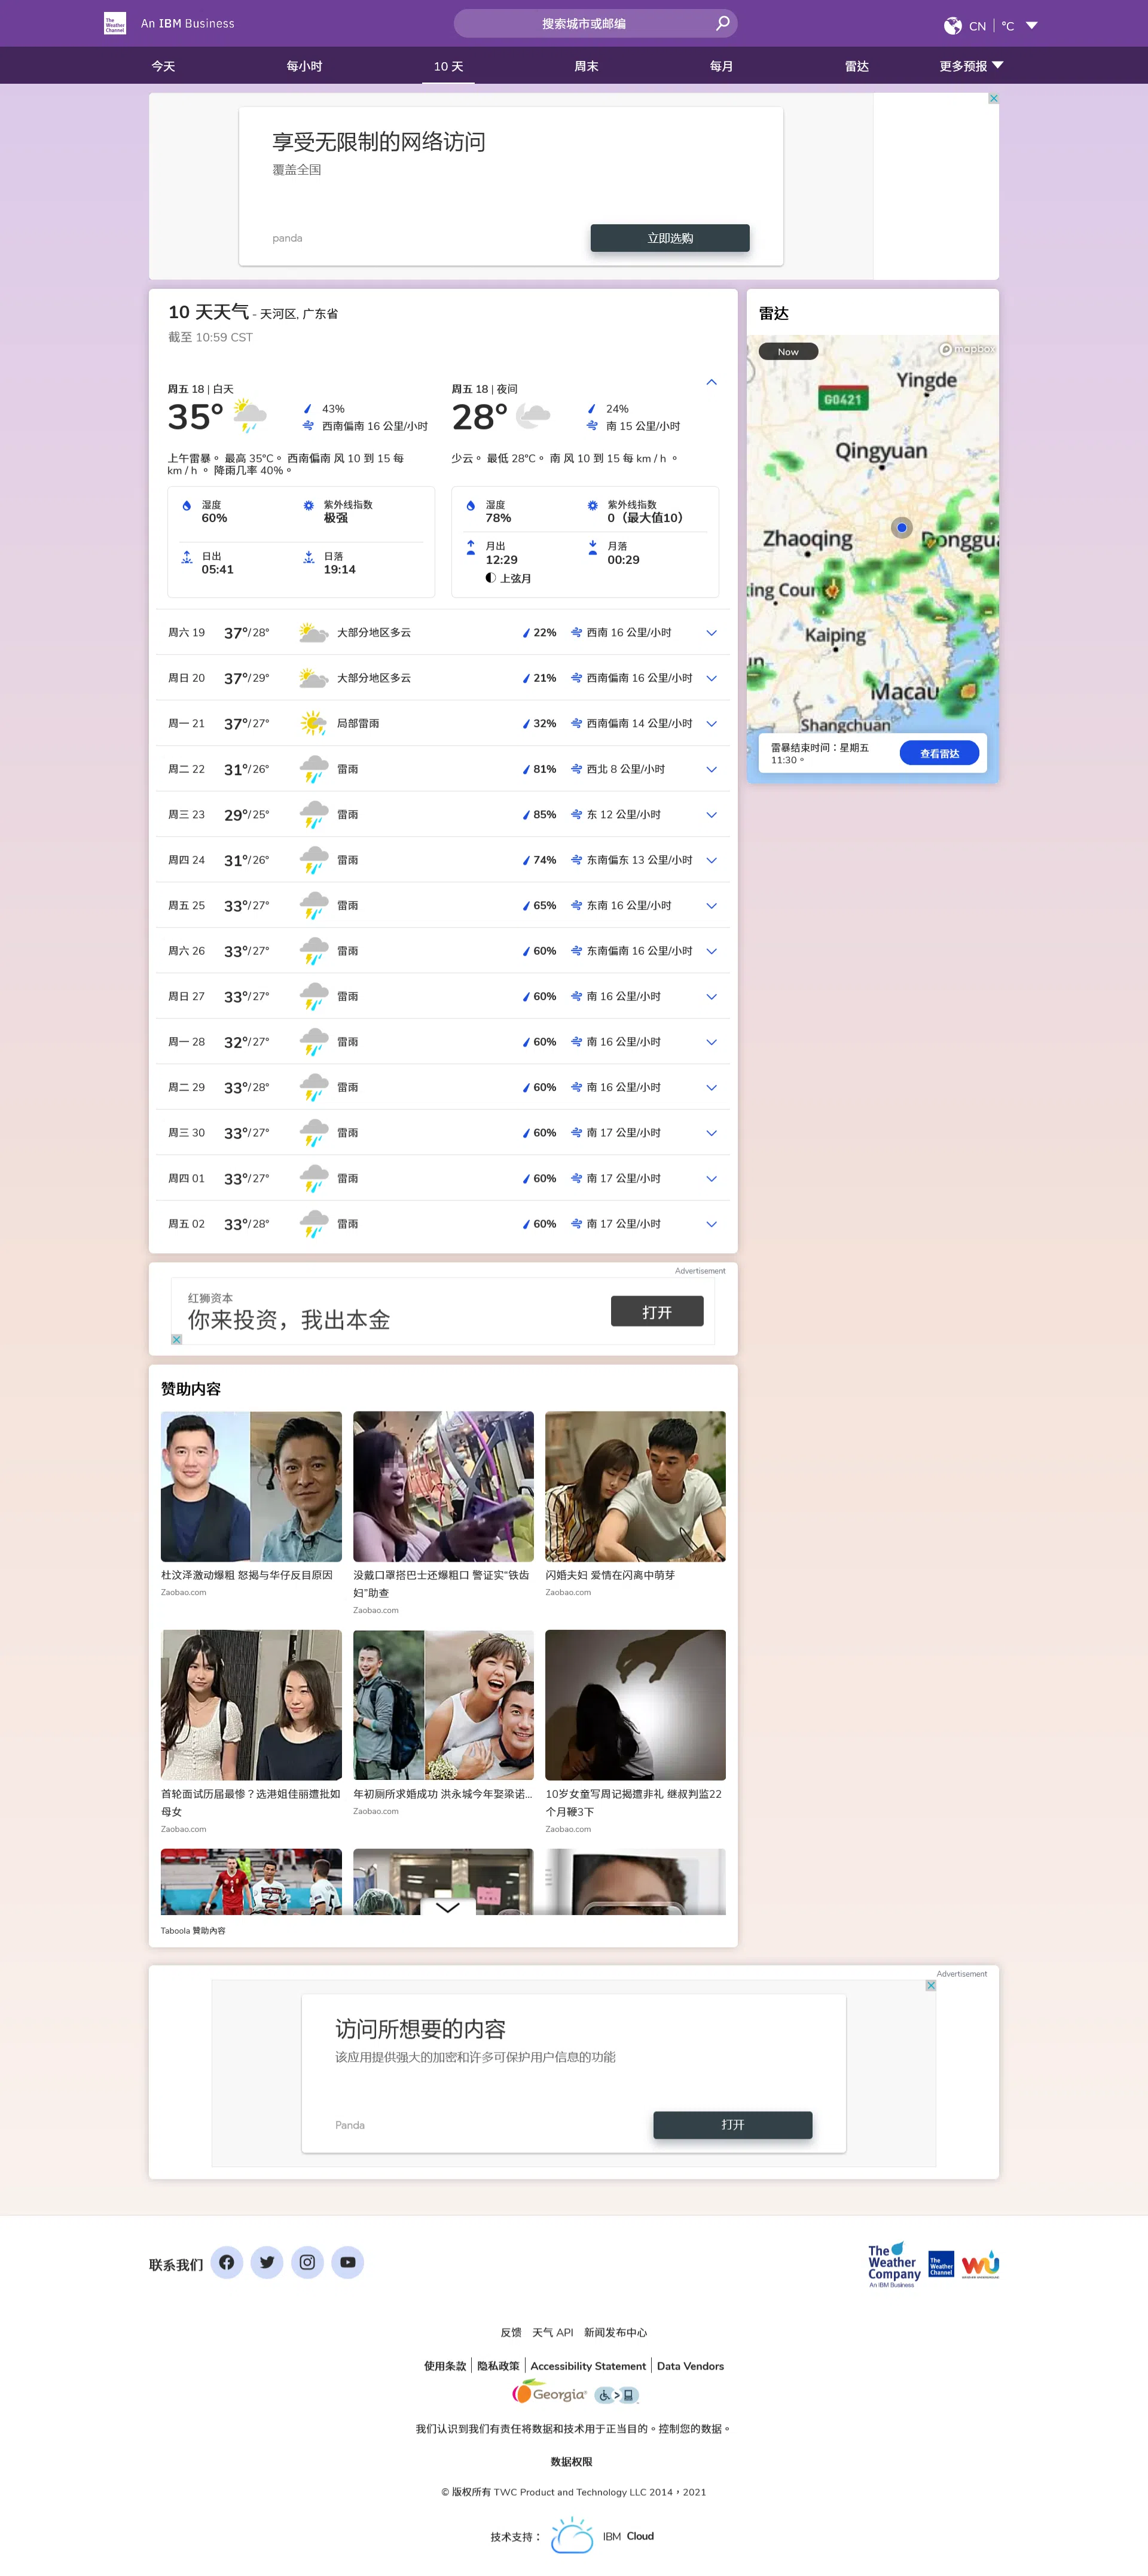 The Weather Channel
An IBM Business
搜索城市或邮编
CN
°C
今天
每小时
10 天
周末
每月
雷达
更多预报
享受无限制的网络访问
覆盖全国
panda
立即选购
10 天天气 - 天河区, 广东省
截至 10:59 CST
周五 18 | 白天
35°
43%
西南偏南 16 公里/小时
上午雷暴。 最高 35°C。 西南偏南 风 10 到 15 每
km / h 。 降雨几率 40%。
湿度
60%
紫外线指数
极强
日出
05:41
日落
19:14
周五 18 | 夜间
28°
24%
南 15 公里/小时
少云。 最低 28°C。 南 风 10 到 15 每 km / h 。
湿度
78%
紫外线指数
0（最大值10）
月出
12:29
上弦月
月落
00:29
周六 19 37°/28° 大部分地区多云 22% 西南 16 公里/小时
周日 20 37°/29° 大部分地区多云 21% 西南偏南 16 公里/小时
周一 21 37°/27° 局部雷雨 32% 西南偏南 14 公里/小时
周二 22 31°/26° 雷雨 81% 西北 8 公里/小时
周三 23 29°/25° 雷雨 85% 东 12 公里/小时
周四 24 31°/26° 雷雨 74% 东南偏东 13 公里/小时
周五 25 33°/27° 雷雨 65% 东南 16 公里/小时
周六 26 33°/27° 雷雨 60% 东南偏南 16 公里/小时
周日 27 33°/27° 雷雨 60% 南 16 公里/小时
周一 28 32°/27° 雷雨 60% 南 16 公里/小时
周二 29 33°/28° 雷雨 60% 南 16 公里/小时
周三 30 33°/27° 雷雨 60% 南 17 公里/小时
周四 01 33°/27° 雷雨 60% 南 17 公里/小时
周五 02 33°/28° 雷雨 60% 南 17 公里/小时
雷达
Now
mapbox
Yingde
G0421
Qingyuan
Zhaoqing
Donggu
ing Count
Kaiping
Macau
Shangchuan
雷暴结束时间：星期五
11:30。
查看雷达
Advertisement
红狮资本
你来投资，我出本金
打开
赞助内容
杜汶泽激动爆粗 怒揭与华仔反目原因
Zaobao.com
没戴口罩搭巴士还爆粗口 警证实“铁齿
妇”助查
Zaobao.com
闪婚夫妇 爱情在闪离中萌芽
Zaobao.com
首轮面试历届最惨？选港姐佳丽遭批如
母女
Zaobao.com
年初厕所求婚成功 洪永城今年娶梁诺...
Zaobao.com
10岁女童写周记揭遭非礼 继叔判监22
个月鞭3下
Zaobao.com
Taboola 贊助內容
Advertisement
访问所想要的内容
该应用提供强大的加密和许多可保护用户信息的功能
Panda
打开
联系我们
The
Weather
Company
An IBM Business
The
Weather
Channel
反馈 天气 API 新闻发布中心
使用条款 | 隐私政策 | Accessibility Statement | Data Vendors
Georgia
我们认识到我们有责任将数据和技术用于正当目的。控制您的数据。
数据权限
© 版权所有 TWC Product and Technology LLC 2014，2021
技术支持：
IBM Cloud